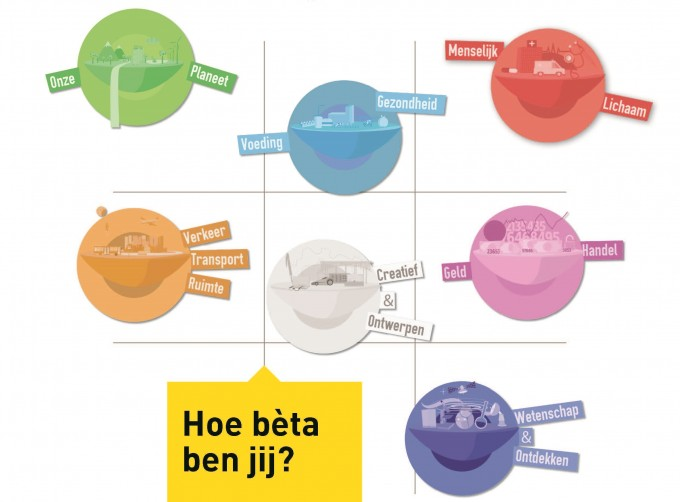 Onze
Planeet
Voeding
Gezondheid
Menselijk
Lichaam
Verkeer
Transport
Ruimte
Creatief
&
Ontwerpen
Geld
Handel
6468495
Hoe bèta
ben jij?
Wetenschap
&
Ontdekken